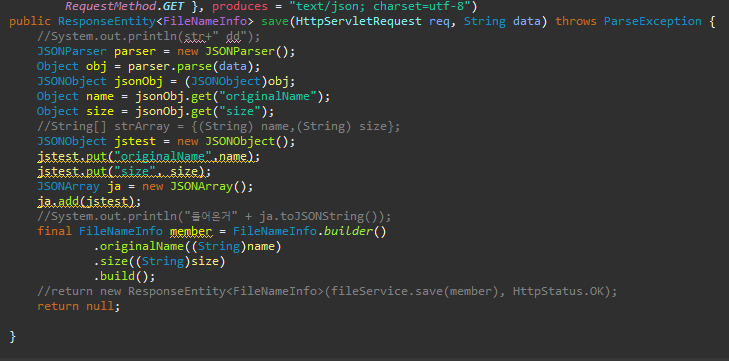 RequestMethod.GET }, produces = "text/json; charset=utf-8")
public ResponseEntity<FileNameInfo> save(HttpServletRequest req, String data) throws ParseException {
//System.out.println(str+" dd");
JSONParser parser = new JSONParser();
Object obj = parser.parse(data);
JSONObject jsonObj = (JSONObject)obj;
Object name = jsonObj.get("originalName");
Object size = jsonObj.get("size");
//String[] strArray = {(String) name,(String) size};
JSONObject jstest = new JSONObject();
jstest.put("originalName",name);
jstest.put("size", size);
JSONArray ja = new JSONArray();
ja.add(jstest);
//System.out.println("들어온거" + ja.toJSONString());
final FileNameInfo member = FileNameInfo.builder()
.originalName((String)name)
.size((String)size)
.build();
//return new ResponseEntity<FileNameInfo>(fileService.save(member), HttpStatus.OK);
return null;
}